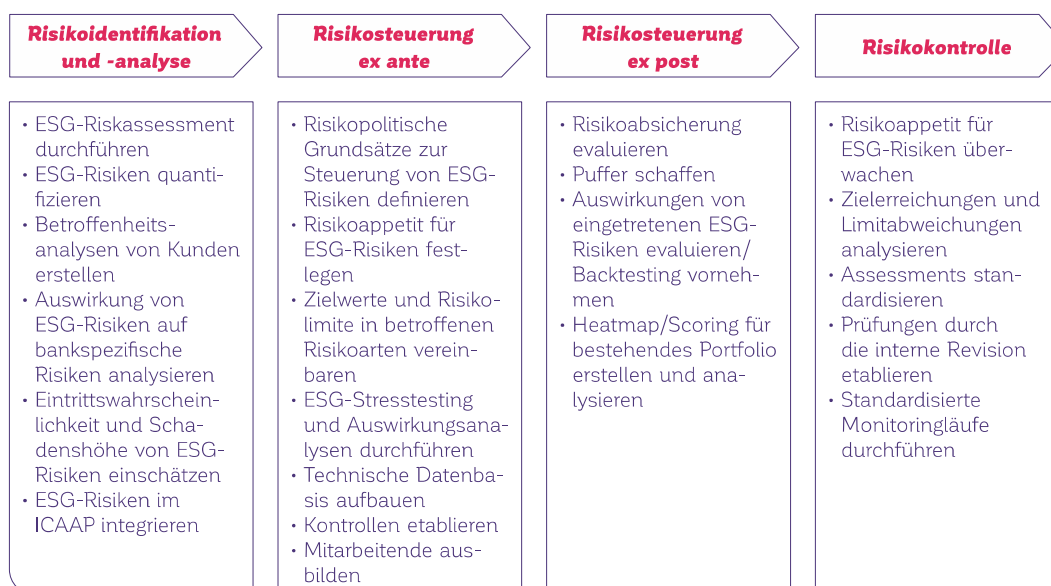 Risikoidentifikation
und -analyse
• ESG-Riskassessment
durchführen
• ESG-Risiken quanti-
fizieren
• Betroffenheits-
analysen von Kunden
erstellen
• Auswirkung von
ESG-Risiken auf
bankspezifische
Risiken analysieren
• Eintrittswahrschein-
lichkeit und Scha-
denshöhe von ESG-
Risiken einschätzen
• ESG-Risiken im
ICAAP integrieren
Risikosteuerung
ex ante
• Risikopolitische
Grundsätze zur
Steuerung von ESG-
Risiken definieren
• Risikoappetit für
ESG-Risiken fest-
legen
• Zielwerte und Risiko-
limite in betroffenen
Risikoarten verein-
baren
• ESG-Stresstesting
und Auswirkungsana-
lysen durchführen
• Technische Datenba-
sis aufbauen
• Kontrollen etablieren
• Mitarbeitende aus-
bilden
Risikosteuerung
ex post
• Risikoabsicherung
evaluieren
• Puffer schaffen
• Auswirkungen von
eingetretenen ESG-
Risiken evaluieren/
Backtesting vorneh-
men
• Heatmap/Scoring für
bestehendes Portfolio
erstellen und ana-
lysieren
Risikokontrolle
• Risikoappetit für
ESG-Risiken über-
wachen
• Zielerreichungen und
Limitabweichungen
analysieren
• Assessments stan-
dardisieren
• Prüfungen durch
die interne Revision
etablieren
• Standardisierte
Monitoringläufe
durchführen